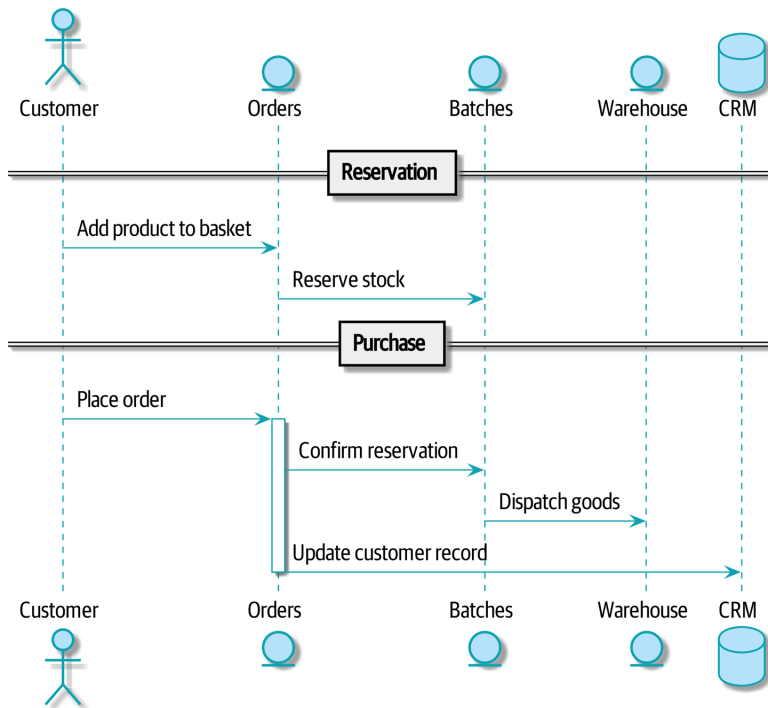 Customer Orders Batches Warehouse CRM
Reservation
Add product to basket
Reserve stock
Purchase
Place order
Confirm reservation
Dispatch goods
Update customer record
Customer Orders Batches Warehouse CRM